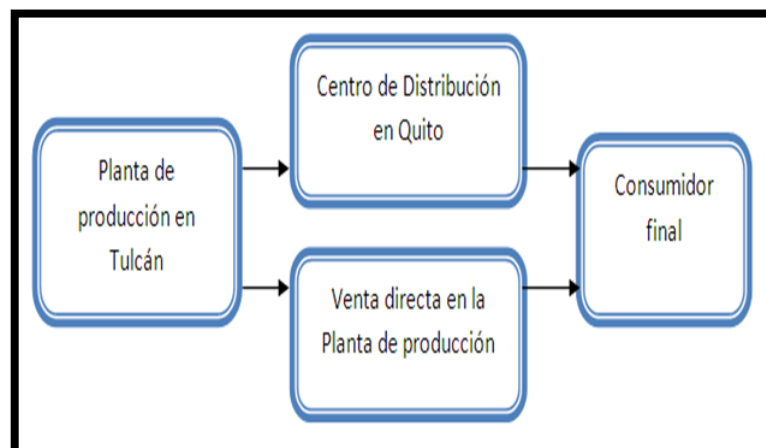 Planta de
producción en
Tulcán
Centro de Distribución
en Quito
Venta directa en la
Planta de producción
Consumidor
final